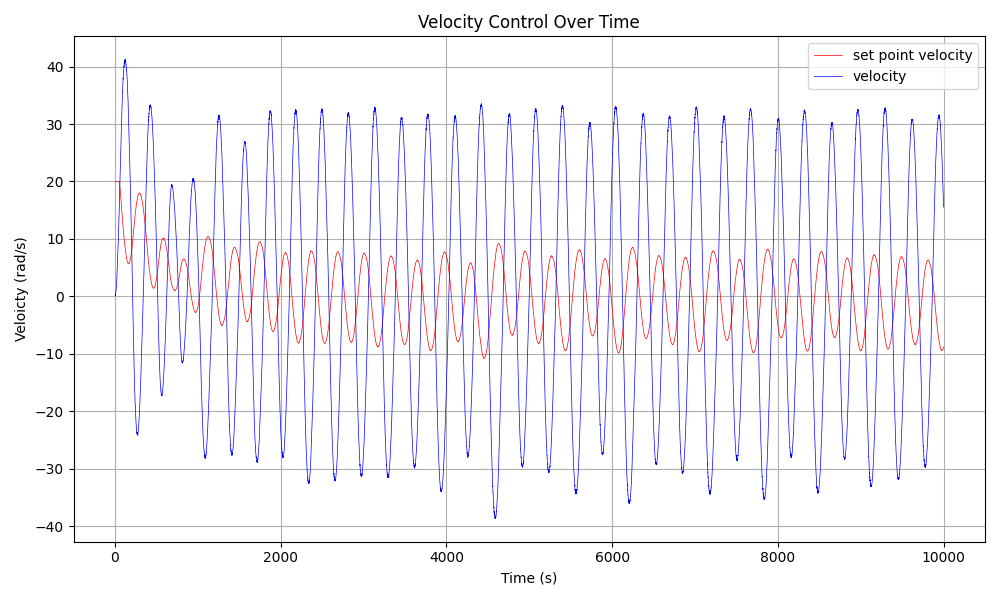 Velocity Control Over Time
set point velocity
velocity
40
30
20
10
0
−10
−20
−30
−40
Veloicty (rad/s)
0 2000 4000 6000 8000 10000
Time (s)